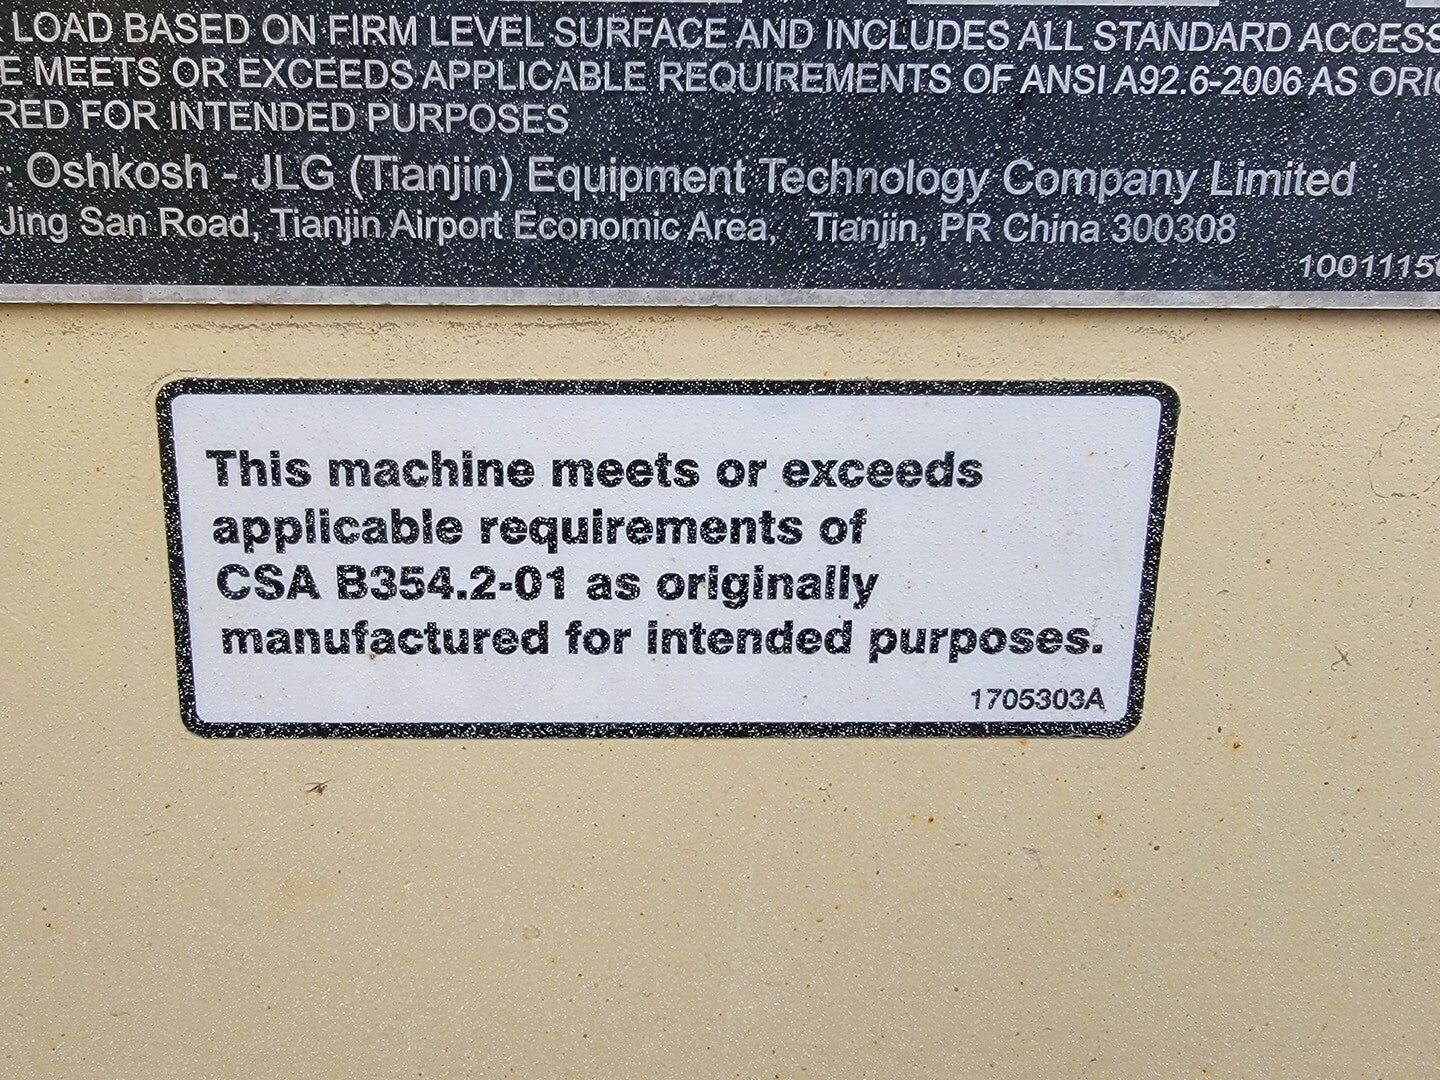 LOAD BASED ON FIRM LEVEL SURFACE AND INCLUDES ALL STANDARD ACCESS
E MEETS OR EXCEEDS APPLICABLE REQUIREMENTS OF ANSI A92.6-2006 AS ORIG
RED FOR INTENDED PURPOSES
r: Oshkosh - JLG (Tianjin) Equipment Technology Company Limited
Jing San Road, Tianjin Airport Economic Area, Tianjin, PR China 300308
10011150
This machine meets or exceeds
applicable requirements of
CSA B354.2-01 as originally
manufactured for intended purposes.
1705303A